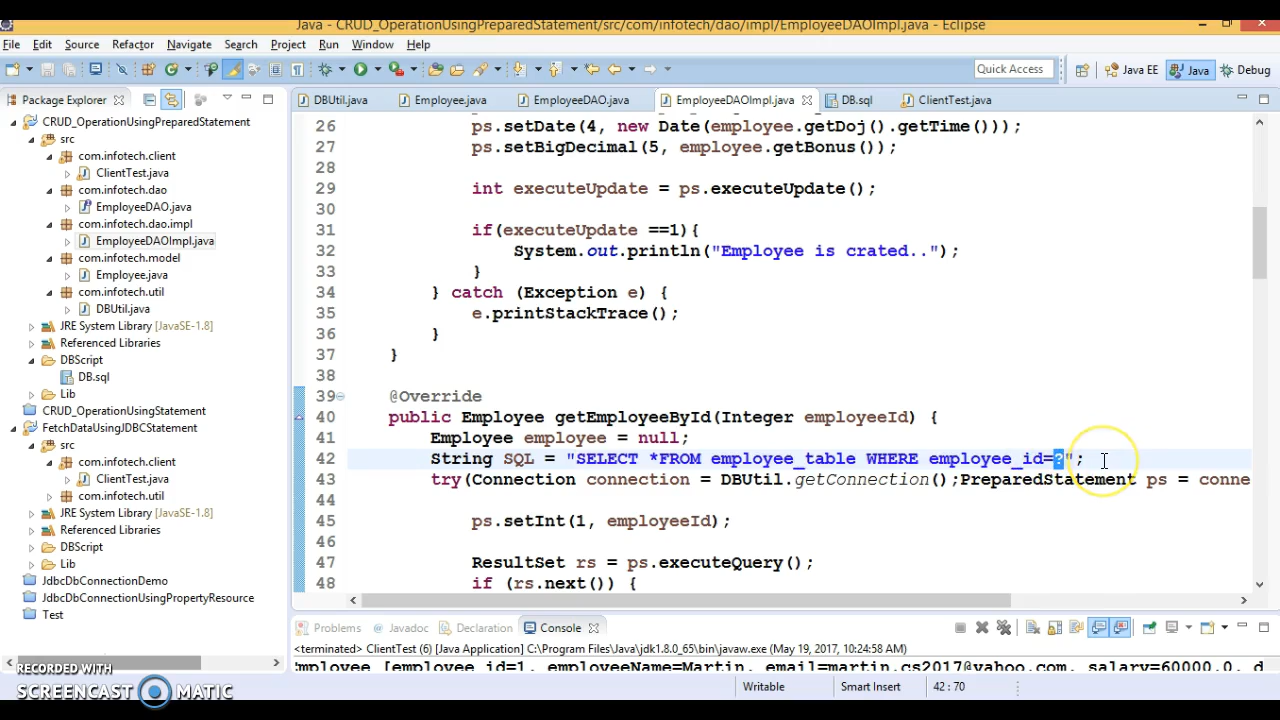 Java - CRUD_OperationUsingPreparedStatement/src/com/infotech/dao/impl/EmployeeDAOImpl.java - Eclipse
File Edit Source Refactor Navigate Search Project Run Window Help
Quick Access Java EE Java Debug
Package Explorer DBUtil.java Employee.java EmployeeDAO.java EmployeeDAOImpl.java DB.sql ClientTest.java
CRUD_OperationUsingPreparedStatement
src
com.infotech.client
ClientTest.java
com.infotech.dao
EmployeeDAO.java
com.infotech.dao.impl
EmployeeDAOImpl.java
com.infotech.model
Employee.java
com.infotech.util
DBUtil.java
JRE System Library [JavaSE-1.8]
Referenced Libraries
DBScript
DB.sql
Lib
CRUD_OperationUsingStatement
FetchDataUsingJDBCStatement
src
com.infotech.client
ClientTest.java
com.infotech.util
JRE System Library [JavaSE-1.8]
Referenced Libraries
DBScript
Lib
JdbcDbConnectionDemo
JdbcDbConnectionUsingPropertyResource
Test
26 ps.setDate(4, new Date(employee.getDoj().getTime()));
27 ps.setBigDecimal(5, employee.getBonus());
28
29 int executeUpdate = ps.executeUpdate();
30
31 if(executeUpdate ==1){
32 System.out.println("Employee is crated..");
33 }
34 } catch (Exception e) {
35 e.printStackTrace();
36 }
37 }
38
39 @Override
40 public Employee getEmployeeById(Integer employeeId) {
41 Employee employee = null;
42 String SQL = "SELECT *FROM employee_table WHERE employee_id=?";
43 try(Connection connection = DBUtil.getConnection();PreparedStatement ps = conne
44
45 ps.setInt(1, employeeId);
46
47 ResultSet rs = ps.executeQuery();
48 if (rs.next()) {
Problems Javadoc Declaration Console
<terminated> ClientTest (6) [Java Application] C:\Program Files\Java\jdk1.8.0_65\bin\javaw.exe (May 19, 2017, 10:24:58 AM)
Employee [employee_id=1, employeeName=Martin, email=martin.cs2017@yahoo.com, salary=60000.0, d
Writable Smart Insert 42 : 70
RECORDED WITH
SCREENCAST MATIC